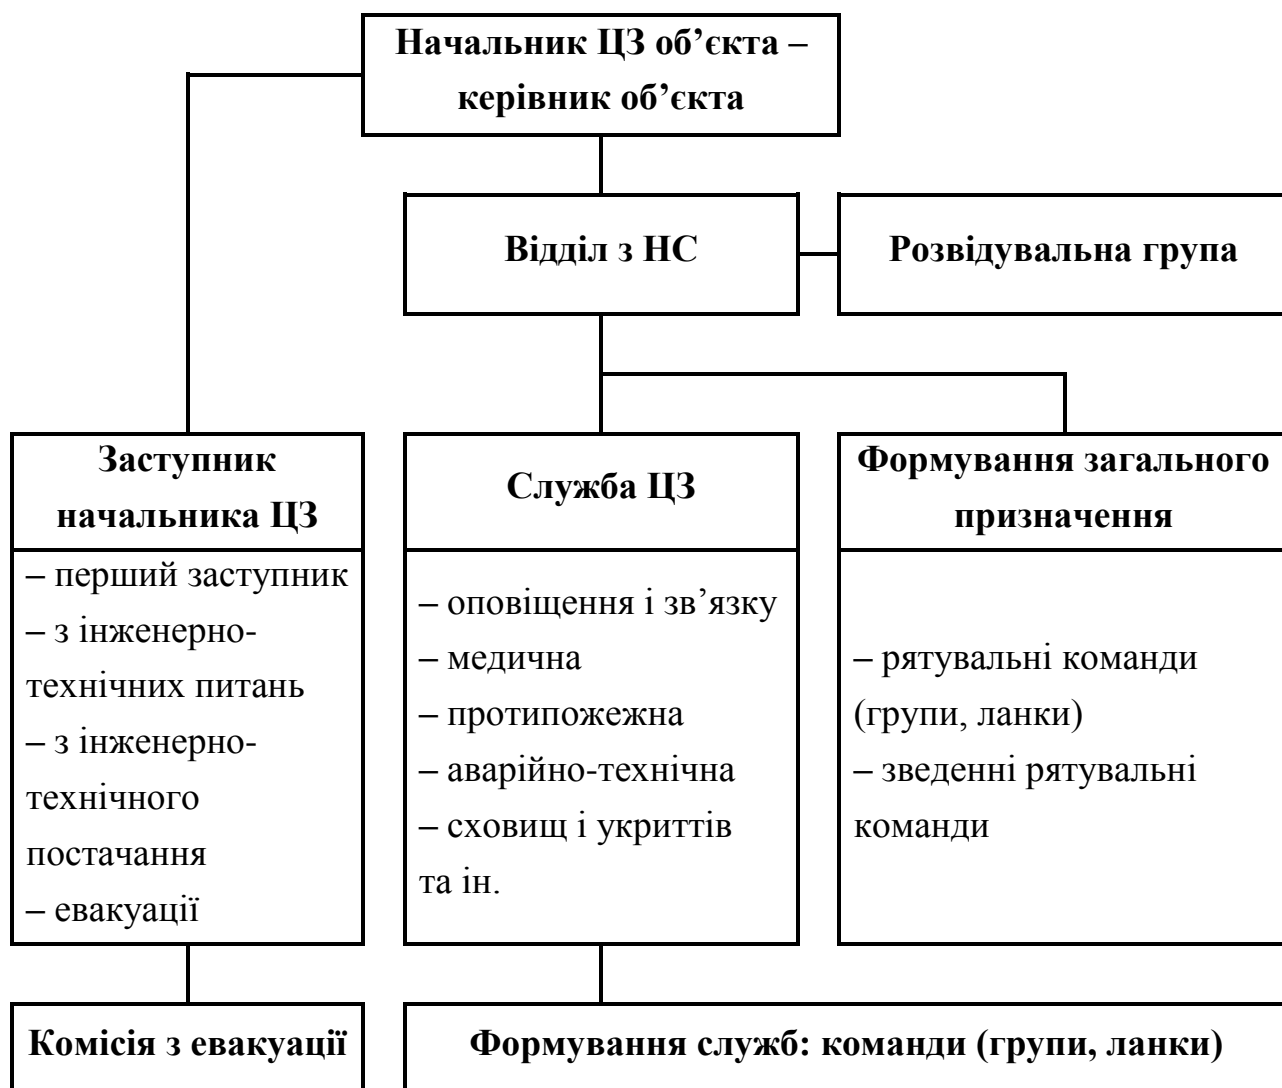 Начальник ЦЗ об’єкта –
керівник об’єкта
Відділ з НС
Розвідувальна група
Заступник
начальника ЦЗ
– перший заступник
– з інженерно-
технічних питань
– з інженерно-
технічного
постачання
– евакуації
Служба ЦЗ
– оповіщення і зв’язку
– медична
– протипожежна
– аварійно-технічна
– сховищ і укриттів
та ін.
Формування загального
призначення
– рятувальні команди
(групи, ланки)
– зведенні рятувальні
команди
Комісія з евакуації
Формування служб: команди (групи, ланки)